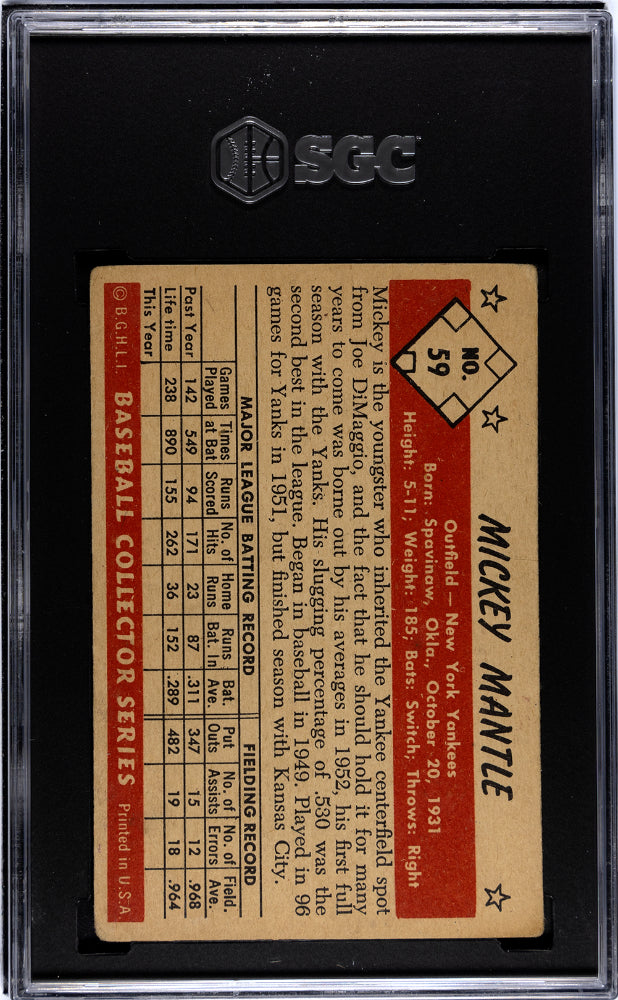 SGC
NO.
59
MICKEY MANTLE
Outfield — New York Yankees
Born: Spavinaw, Okla., October 20, 1931
Height: 5-11; Weight: 185, Bats: Switch; Throws: Right
Mickey is the youngster who inherited the Yankee centerfield spot
from Joe DiMaggio, and the fact that he should hold it for many
years to come was borne out by his averages in 1952, his first full
season with the Yanks. His slugging percentage of .530 was the
second best in the league. Began in baseball in 1949. Played in 96
games for Yanks in 1951, but finished season with Kansas City.
MAJOR LEAGUE BATTING RECORD FIELDING RECORD
Games Times Runs No. of Home Runs Bat. Put No. of No. of Field.
Played at Bat Scored Hits Runs Bat. In Ave. Outs Assists Errors Ave.
Past Year 142 549 94 171 23 87 .311 347 15 12 .968
Life time 238 890 155 262 36 152 .289 482 19 18 .964
This Year
© B.G.H.L.I. BASEBALL COLLECTOR SERIES Printed in U.S.A